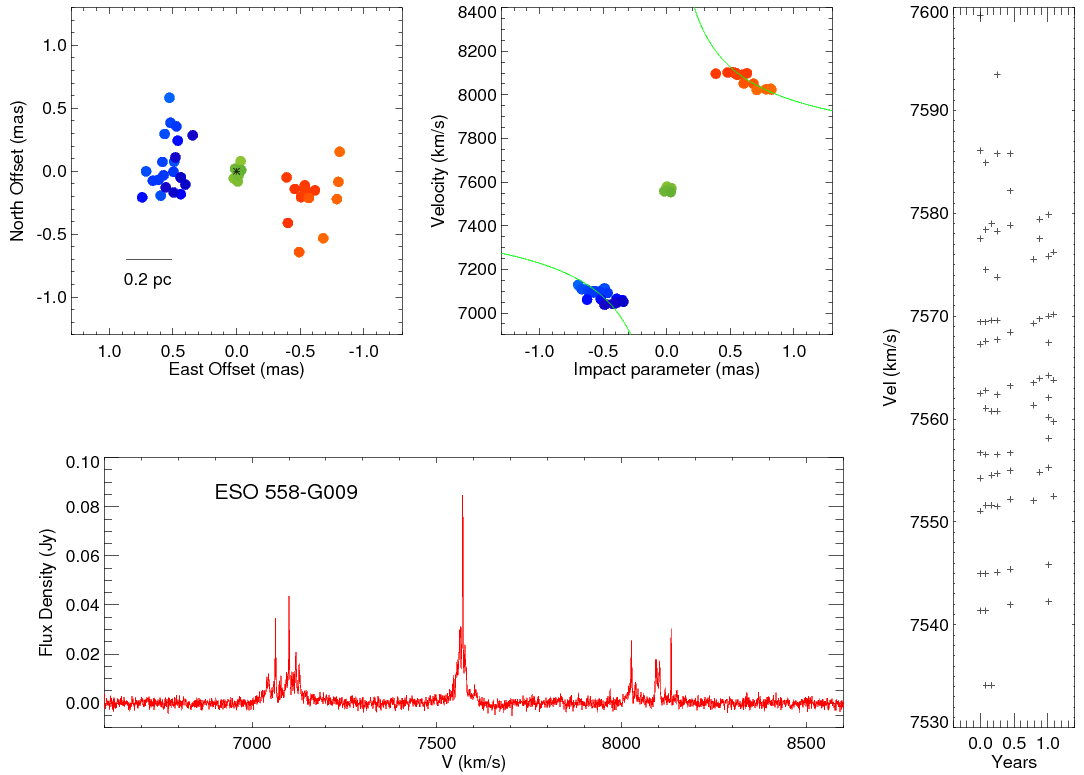 1.0
0.5
0.0
-0.5
-1.0
North Offset (mas)
0.2 pc
1.0 0.5 0.0 -0.5 -1.0
East Offset (mas)
8400
8200
8000
7800
7600
7400
7200
7000
Velocity (km/s)
-1.0 -0.5 0.0 0.5 1.0
Impact parameter (mas)
7600
7590
7580
7570
7560
7550
7540
7530
Vel (km/s)
0.0 0.5 1.0
Years
0.10
0.08
0.06
0.04
0.02
0.00
Flux Density (Jy)
ESO 558-G009
7000 7500 8000 8500
V (km/s)